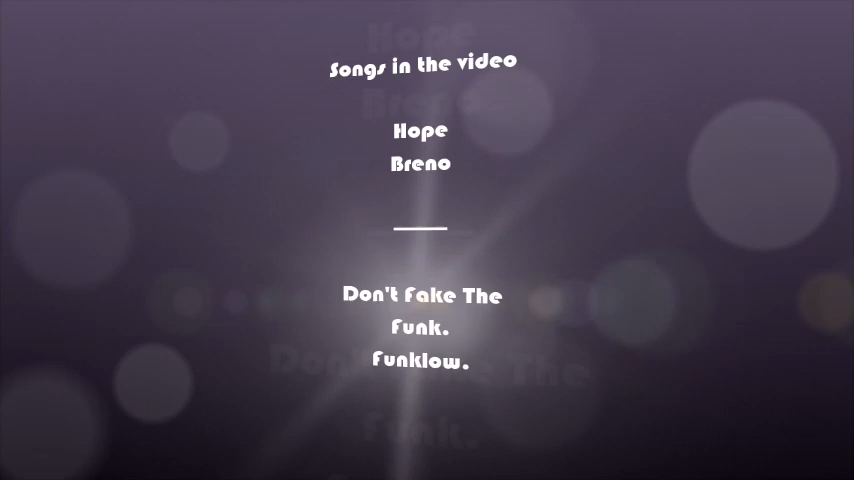 Songs in the video
Hope
Breno
Don't Fake The
Funk.
Funklow.